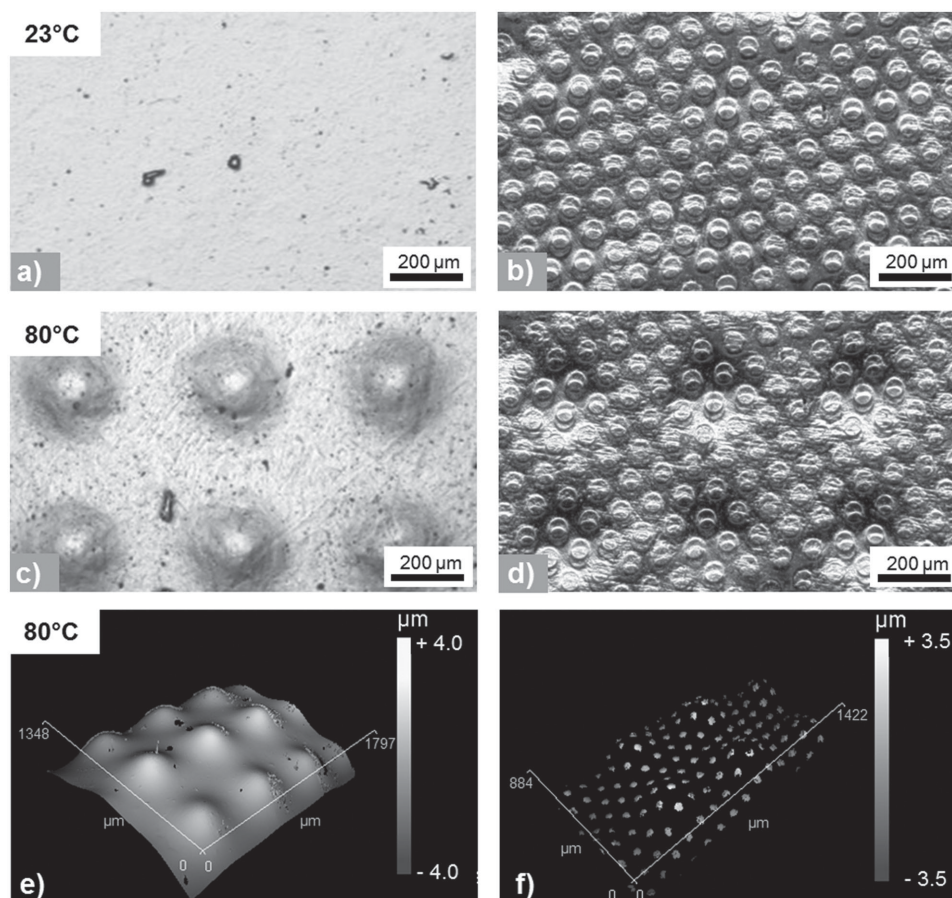 23°C
a)
200 µm
b)
200 µm
80°C
c)
200 µm
d)
200 µm
80°C
e)
µm
+ 4.0
- 4.0
1348
1797
µm
µm
0
0
f)
µm
+ 3.5
- 3.5
884
1422
µm
µm
0
0